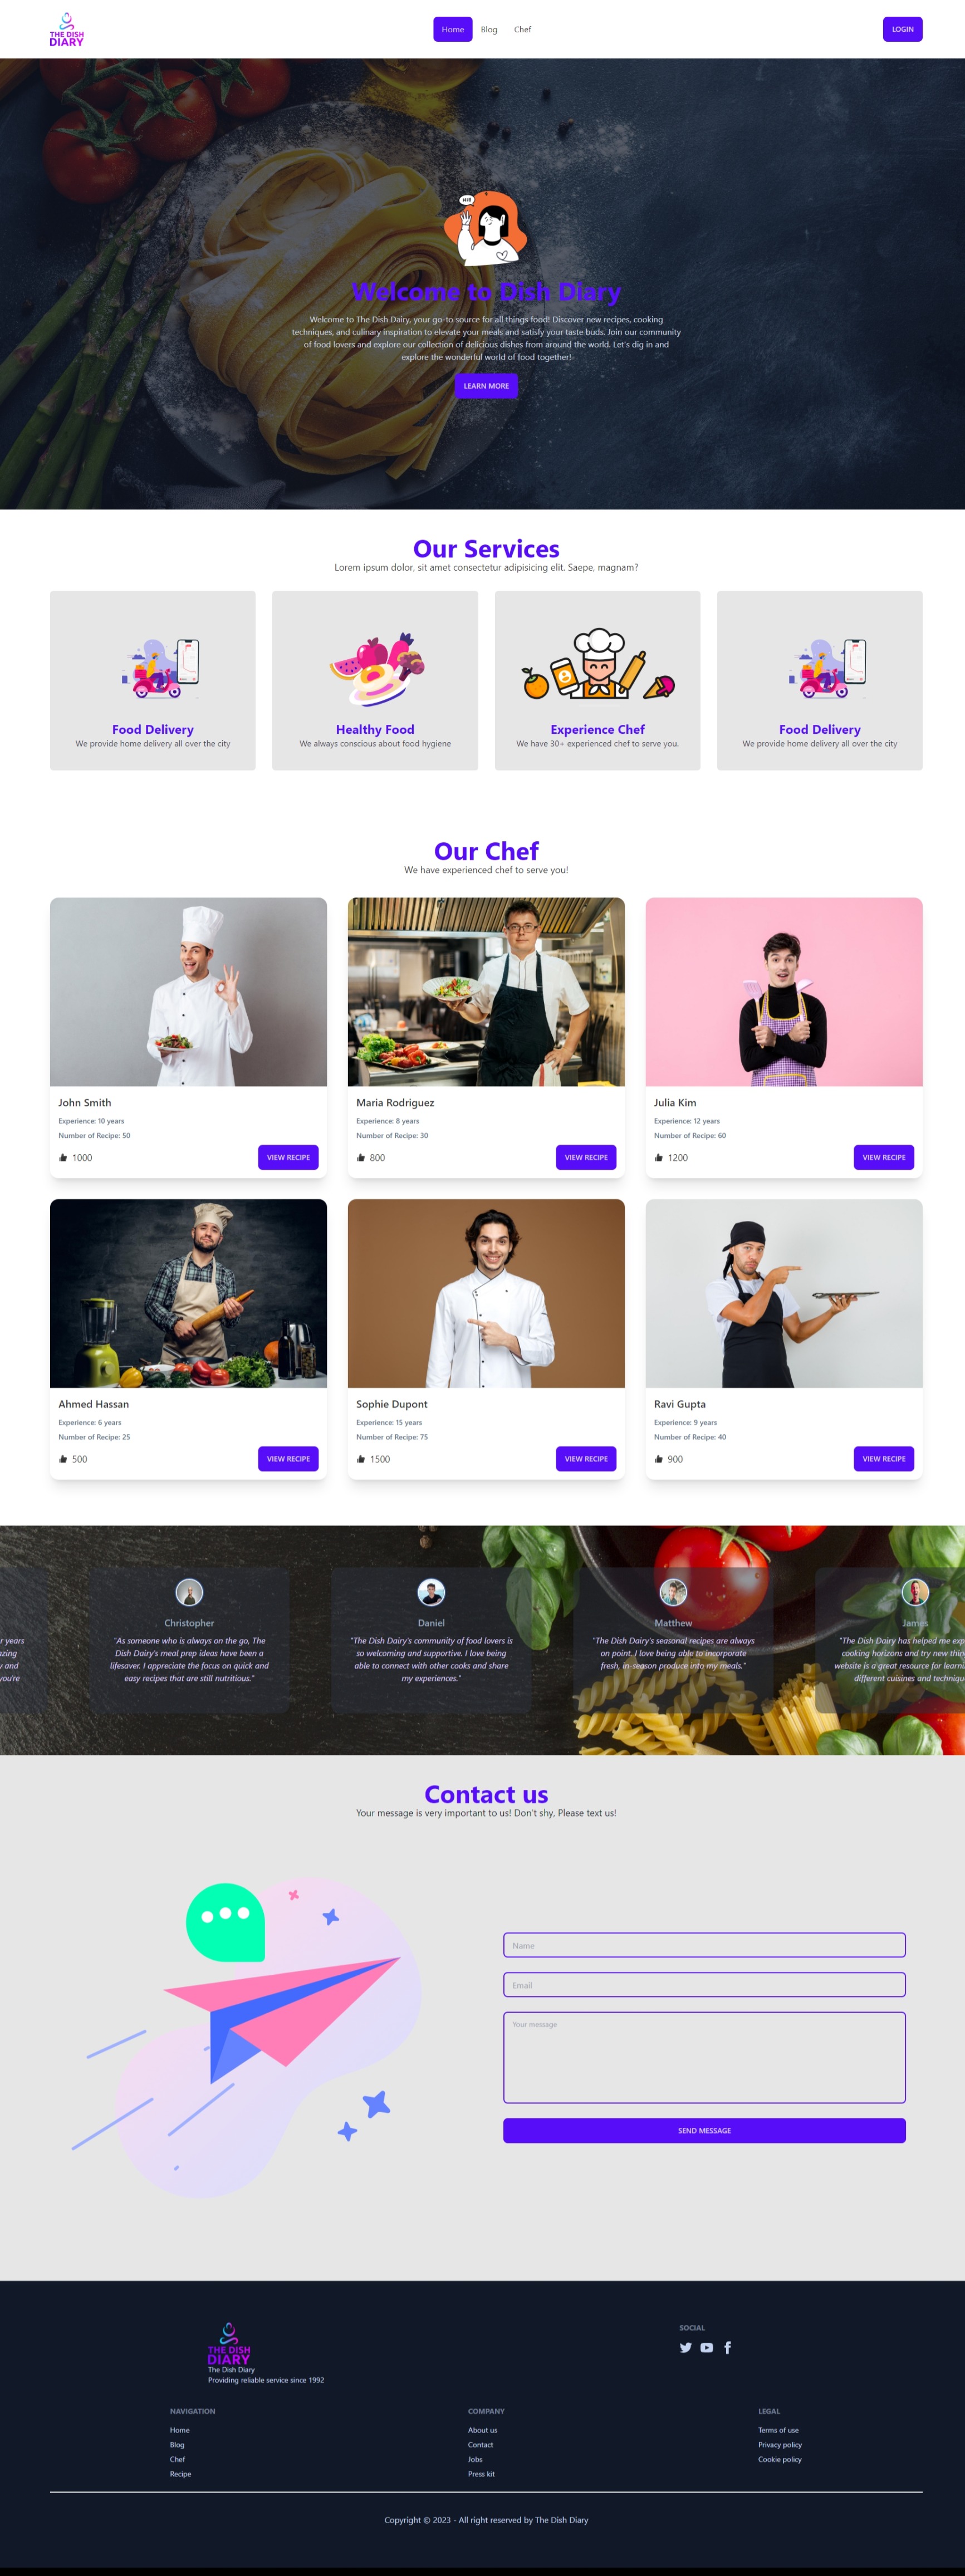 THE DISH
DIARY
Home
Blog
Chef
LOGIN
Hi!
Welcome to Dish Diary
Welcome to The Dish Dairy, your go-to source for all things food! Discover new recipes, cooking
techniques, and culinary inspiration to elevate your meals and satisfy your taste buds. Join our community
of food lovers and explore our collection of delicious dishes from around the world. Let's dig in and
explore the wonderful world of food together!
LEARN MORE
Our Services
Lorem ipsum dolor, sit amet consectetur adipisicing elit. Saepe, magnam?
Food Delivery
We provide home delivery all over the city
Healthy Food
We always conscious about food hygiene
Experience Chef
We have 30+ experienced chef to serve you.
Food Delivery
We provide home delivery all over the city
Our Chef
We have experienced chef to serve you!
John Smith
Experience: 10 years
Number of Recipe: 50
1000
VIEW RECIPE
Maria Rodriguez
Experience: 8 years
Number of Recipe: 30
800
VIEW RECIPE
Julia Kim
Experience: 12 years
Number of Recipe: 60
1200
VIEW RECIPE
Ahmed Hassan
Experience: 6 years
Number of Recipe: 25
500
VIEW RECIPE
Sophie Dupont
Experience: 15 years
Number of Recipe: 75
1500
VIEW RECIPE
Ravi Gupta
Experience: 9 years
Number of Recipe: 40
900
VIEW RECIPE
r years
azing
y and
you're
Christopher
"As someone who is always on the go, The
Dish Dairy's meal prep ideas have been a
lifesaver. I appreciate the focus on quick and
easy recipes that are still nutritious."
Daniel
"The Dish Dairy's community of food lovers is
so welcoming and supportive. I love being
able to connect with other cooks and share
my experiences."
Matthew
"The Dish Dairy's seasonal recipes are always
on point. I love being able to incorporate
fresh, in-season produce into my meals."
James
"The Dish Dairy has helped me exp
cooking horizons and try new thin
website is a great resource for learni
different cuisines and techniqu
Contact us
Your message is very important to us! Don't shy, Please text us!
Name
Email
Your message
SEND MESSAGE
THE DISH
DIARY
The Dish Diary
Providing reliable service since 1992
SOCIAL
NAVIGATION
Home
Blog
Chef
Recipe
COMPANY
About us
Contact
Jobs
Press kit
LEGAL
Terms of use
Privacy policy
Cookie policy
Copyright © 2023 - All right reserved by The Dish Diary